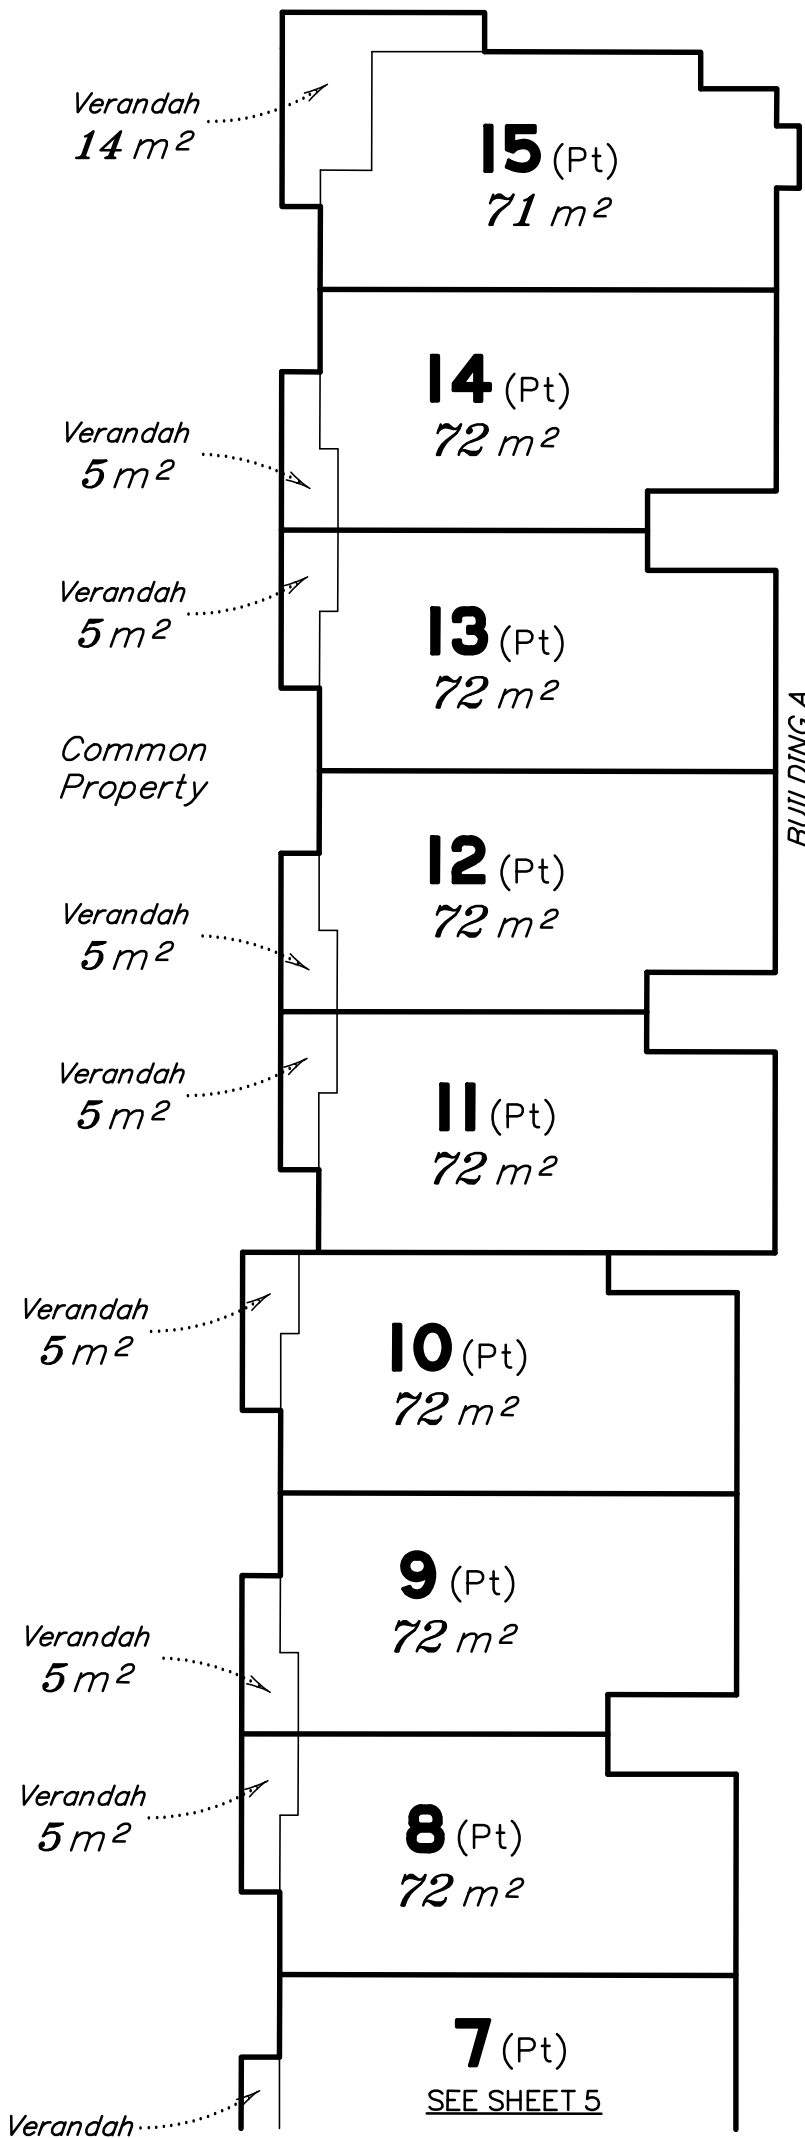 Verandah
14 m²
15 (Pt)
71 m²
14 (Pt)
72 m²
Verandah
5 m²
Verandah
5 m²
13 (Pt)
72 m²
BUILDING A
Common
Property
12 (Pt)
72 m²
Verandah
5 m²
Verandah
5 m²
11 (Pt)
72 m²
Verandah
5 m²
10 (Pt)
72 m²
9 (Pt)
72 m²
Verandah
5 m²
Verandah
5 m²
8 (Pt)
72 m²
7 (Pt)
SEE SHEET 5
Verandah